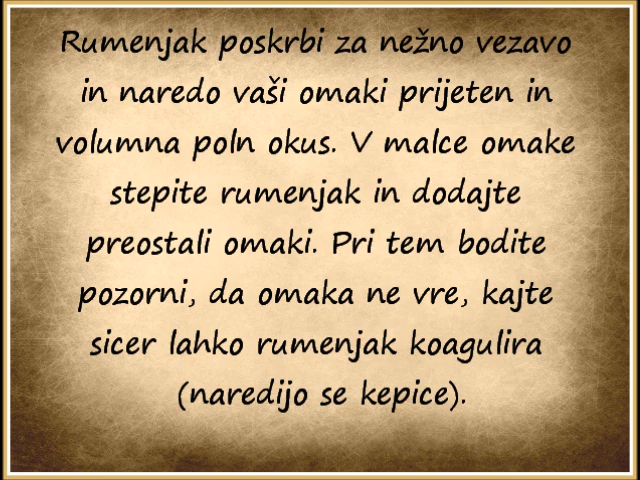 Rumenjak poskrbi za nežno vezavo
in naredo vaši omaki prijeten in
volumna poln okus. V malce omake
stepite rumenjak in dodajte
preostali omaki. Pri tem bodite
pozorni, da omaka ne vre, kajte
sicer lahko rumenjak koagulira
(naredijo se kepice).